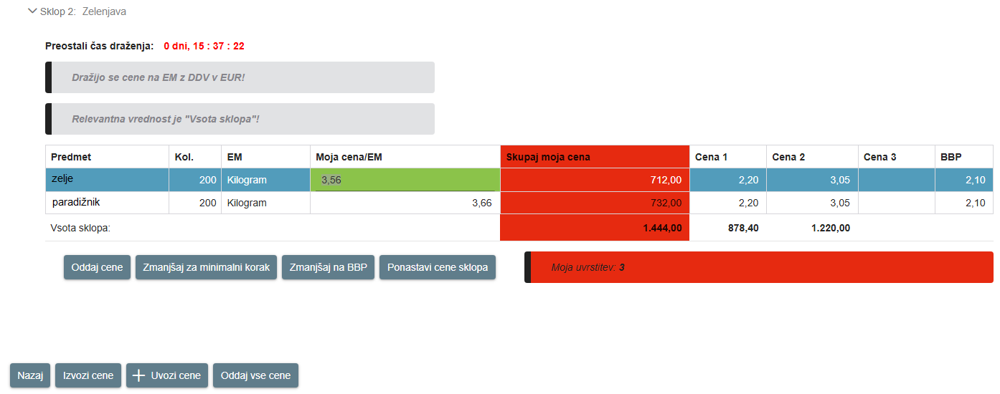 Sklop 2: Zelenjava
Preostali čas draženja: 0 dni, 15 : 37 : 22
Dražijo se cene na EM z DDV v EUR!
Relevantna vrednost je "Vsota sklopa"!
Predmet Kol. EM Moja cena/EM Skupaj moja cena Cena 1 Cena 2 Cena 3 BBP
zelje 200 Kilogram 3,56 712,00 2,20 3,05 2,10
paradižnik 200 Kilogram 3,66 732,00 2,20 3,05 2,10
Vsota sklopa: 1.444,00 878,40 1.220,00
Oddaj cene Zmanjšaj za minimalni korak Zmanjšaj na BBP Ponastavi cene sklopa Moja uvrstitev: 3
Nazaj Izvozi cene Uvozi cene Oddaj vse cene